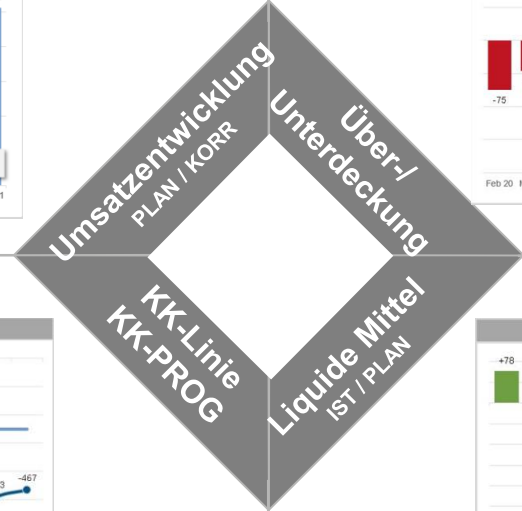 Umsatzentwicklung
PLAN / KORR
Über-/
Unterdeckung
-75
Feb 20
KK-Linie
KK-PROG
Liquide Mittel
IST / PLAN
-467
+78